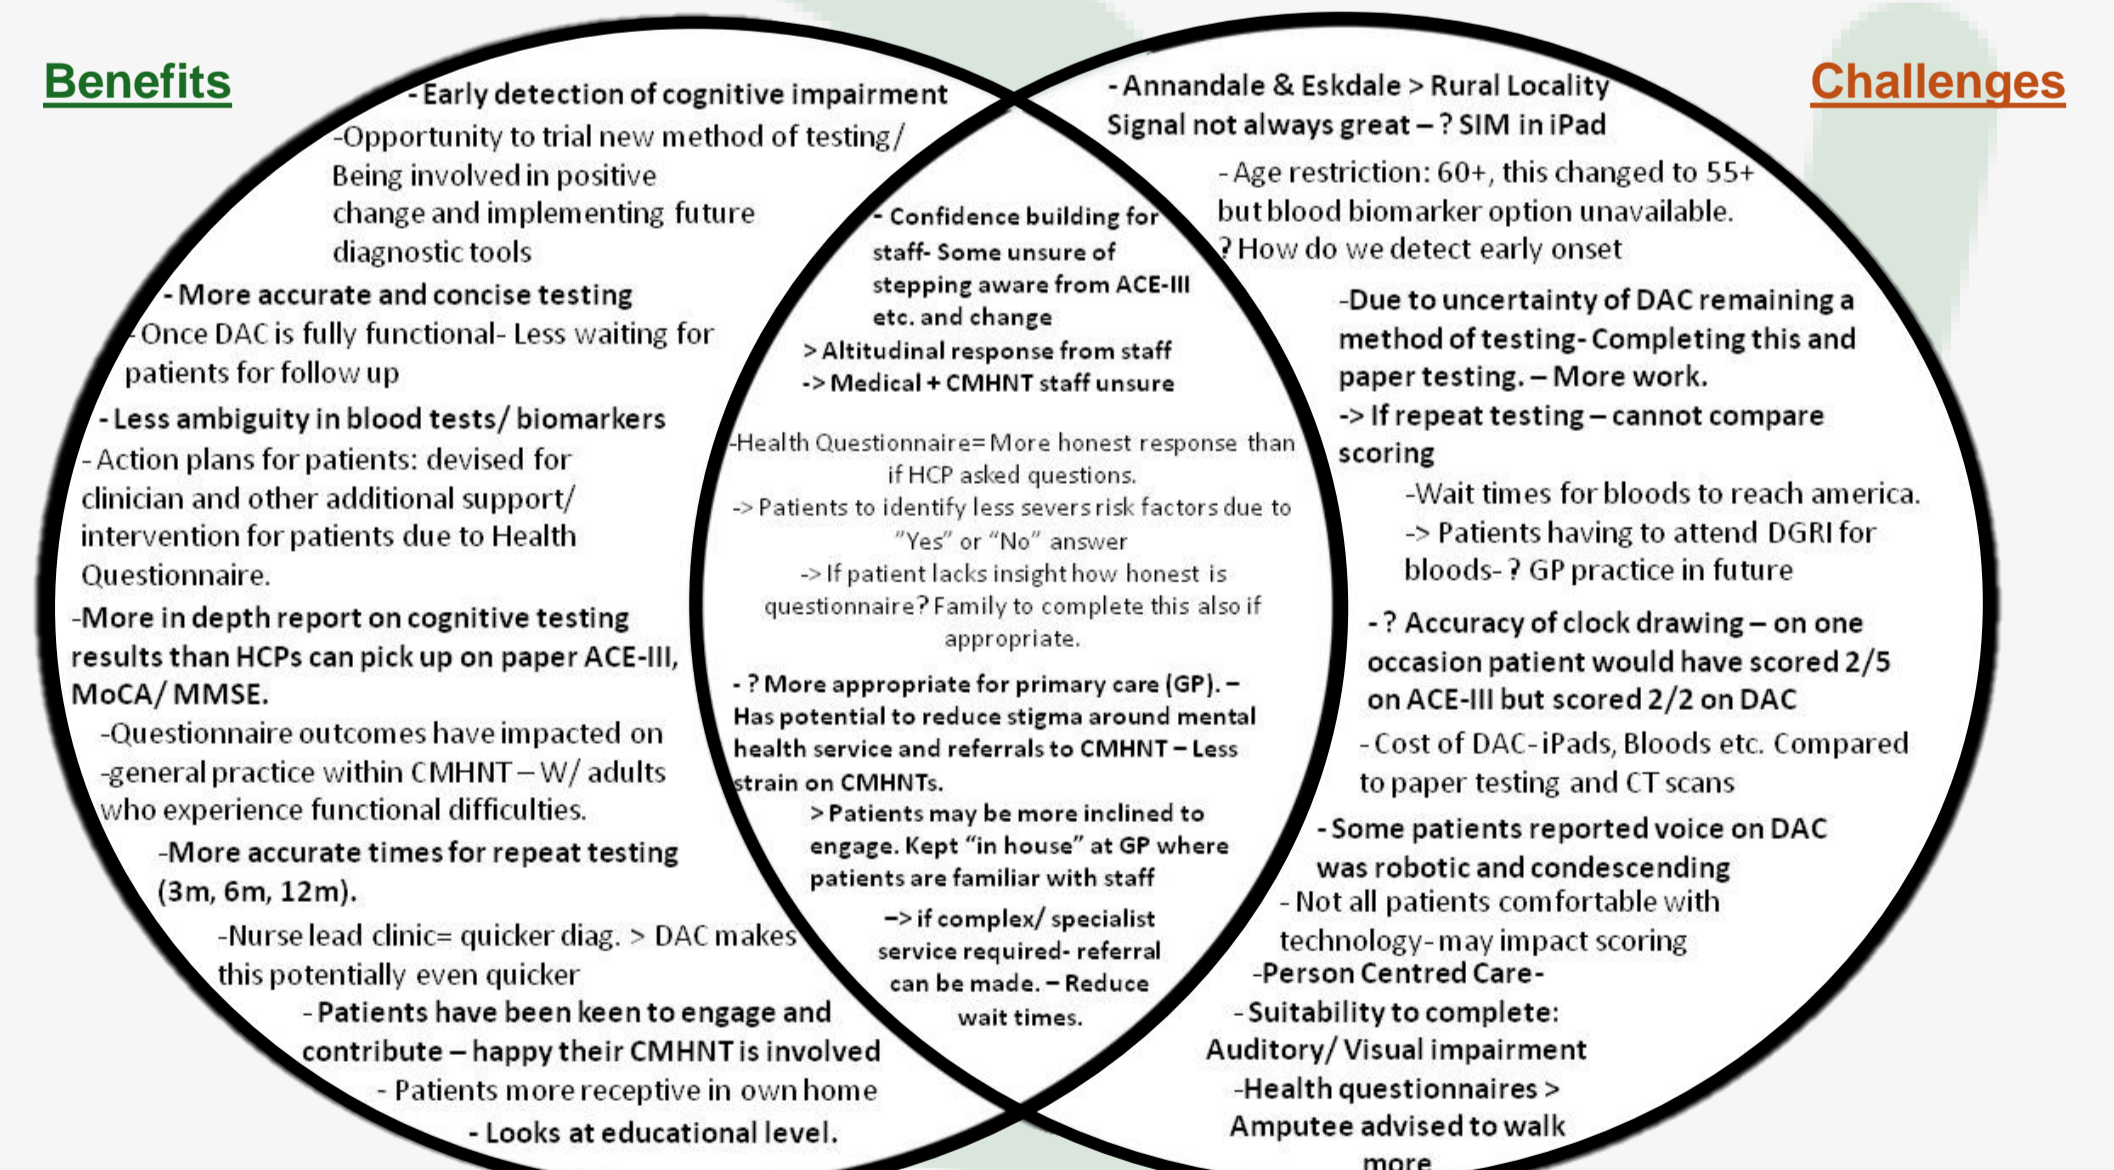 Benefits
- Early detection of cognitive impairment
-Opportunity to trial new method of testing/
Being involved in positive
change and implementing future
diagnostic tools
- More accurate and concise testing
-Once DAC is fully functional- Less waiting for
patients for follow up
- Less ambiguity in blood tests/ biomarkers
- Action plans for patients: devised for
clinician and other additional support/
intervention for patients due to Health
Questionnaire.
-More in depth report on cognitive testing
results than HCPs can pick up on paper ACE-III,
MoCA/ MMSE.
-Questionnaire outcomes have impacted on
-general practice within CMHNT – W/ adults
who experience functional difficulties.
-More accurate times for repeat testing
(3m, 6m, 12m).
-Nurse lead clinic= quicker diag. > DAC makes
this potentially even quicker
- Patients have been keen to engage and
contribute – happy their CMHNT is involved
- Patients more receptive in own home
- Looks at educational level.
- Confidence building for
staff- Some unsure of
stepping aware from ACE-III
etc. and change
> Altitudinal response from staff
-> Medical + CMHNT staff unsure
-Health Questionnaire= More honest response than
if HCP asked questions.
-> Patients to identify less severs risk factors due to
"Yes" or "No" answer
-> If patient lacks insight how honest is
questionnaire? Family to complete this also if
appropriate.
- ? More appropriate for primary care (GP). –
Has potential to reduce stigma around mental
health service and referrals to CMHNT – Less
strain on CMHNTs.
> Patients may be more inclined to
engage. Kept "in house" at GP where
patients are familiar with staff
–> if complex/ specialist
service required- referral
can be made. – Reduce
wait times.
Challenges
- Annandale & Eskdale > Rural Locality
Signal not always great – ? SIM in iPad
- Age restriction: 60+, this changed to 55+
but blood biomarker option unavailable.
? How do we detect early onset
-Due to uncertainty of DAC remaining a
method of testing- Completing this and
paper testing. – More work.
-> If repeat testing – cannot compare
scoring
-Wait times for bloods to reach america.
-> Patients having to attend DGRI for
bloods- ? GP practice in future
- ? Accuracy of clock drawing – on one
occasion patient would have scored 2/5
on ACE-III but scored 2/2 on DAC
- Cost of DAC- iPads, Bloods etc. Compared
to paper testing and CT scans
- Some patients reported voice on DAC
was robotic and condescending
- Not all patients comfortable with
technology- may impact scoring
-Person Centred Care-
- Suitability to complete:
Auditory/ Visual impairment
-Health questionnaires >
Amputee advised to walk
more